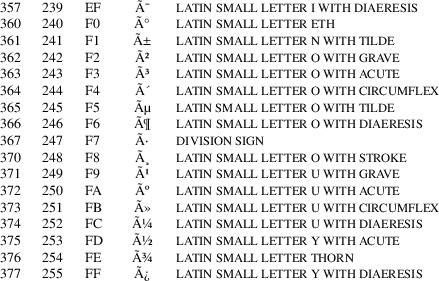 357 239 EF Ã¯ LATIN SMALL LETTER I WITH DIAERESIS
360 240 F0 Ã° LATIN SMALL LETTER ETH
361 241 F1 Ã± LATIN SMALL LETTER N WITH TILDE
362 242 F2 Ã² LATIN SMALL LETTER O WITH GRAVE
363 243 F3 Ã³ LATIN SMALL LETTER O WITH ACUTE
364 244 F4 Ã´ LATIN SMALL LETTER O WITH CIRCUMFLEX
365 245 F5 Ãµ LATIN SMALL LETTER O WITH TILDE
366 246 F6 Ã¶ LATIN SMALL LETTER O WITH DIAERESIS
367 247 F7 Ã· DIVISION SIGN
370 248 F8 Ã¸ LATIN SMALL LETTER O WITH STROKE
371 249 F9 Ã¹ LATIN SMALL LETTER U WITH GRAVE
372 250 FA Ãº LATIN SMALL LETTER U WITH ACUTE
373 251 FB Ã» LATIN SMALL LETTER U WITH CIRCUMFLEX
374 252 FC Ã¼ LATIN SMALL LETTER U WITH DIAERESIS
375 253 FD Ã½ LATIN SMALL LETTER Y WITH ACUTE
376 254 FE Ã¾ LATIN SMALL LETTER THORN
377 255 FF Ã¿ LATIN SMALL LETTER Y WITH DIAERESIS